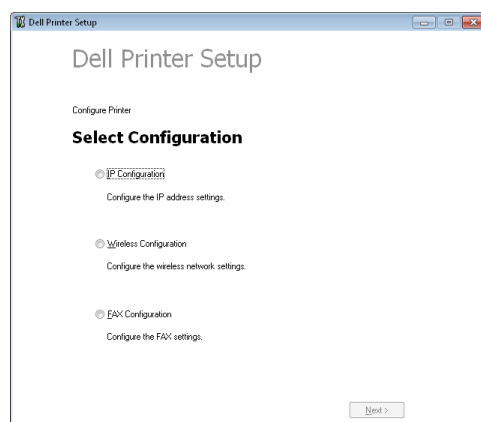 Dell Printer Setup
Dell Printer Setup
Configure Printer
Select Configuration
IP Configuration
Configure the IP address settings.
Wireless Configuration
Configure the wireless network settings.
FAX Configuration
Configure the FAX settings.
Next >